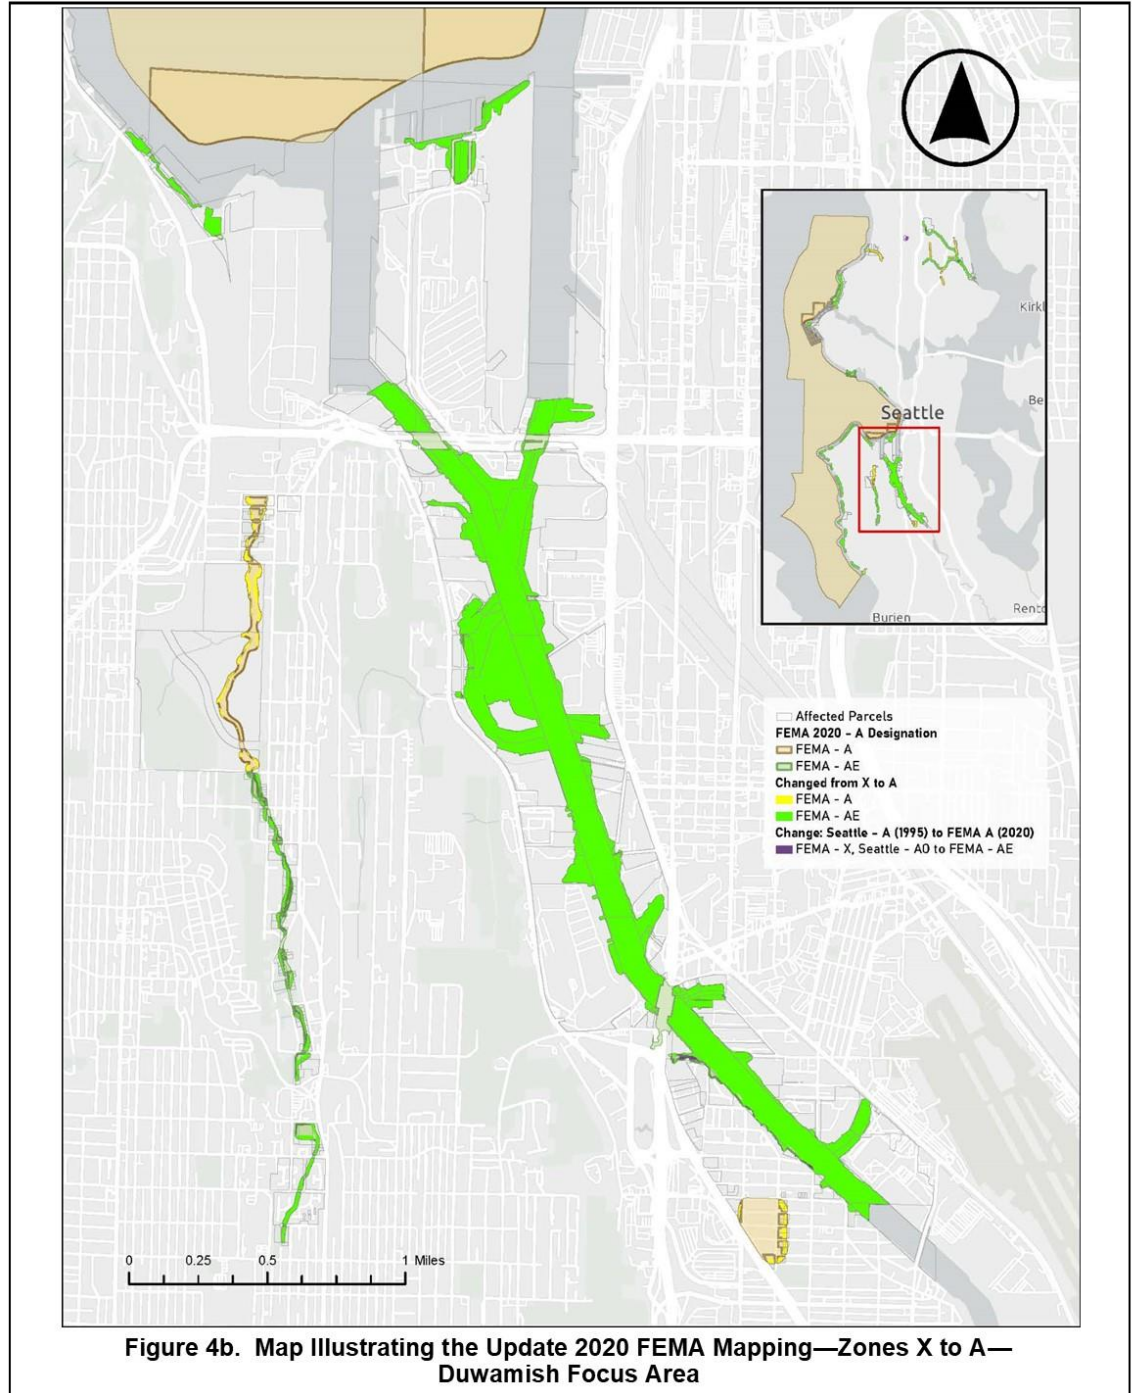 Kirkl
Be
Seattle
Burien
Rento
Affected Parcels
FEMA 2020 - A Designation
FEMA - A
FEMA - AE
Changed from X to A
FEMA - A
FEMA - AE
Change: Seattle - A (1995) to FEMA A (2020)
FEMA - X, Seattle - AO to FEMA - AE
0 0.25 0.5 1 Miles
Figure 4b. Map Illustrating the Update 2020 FEMA Mapping—Zones X to A—
Duwamish Focus Area